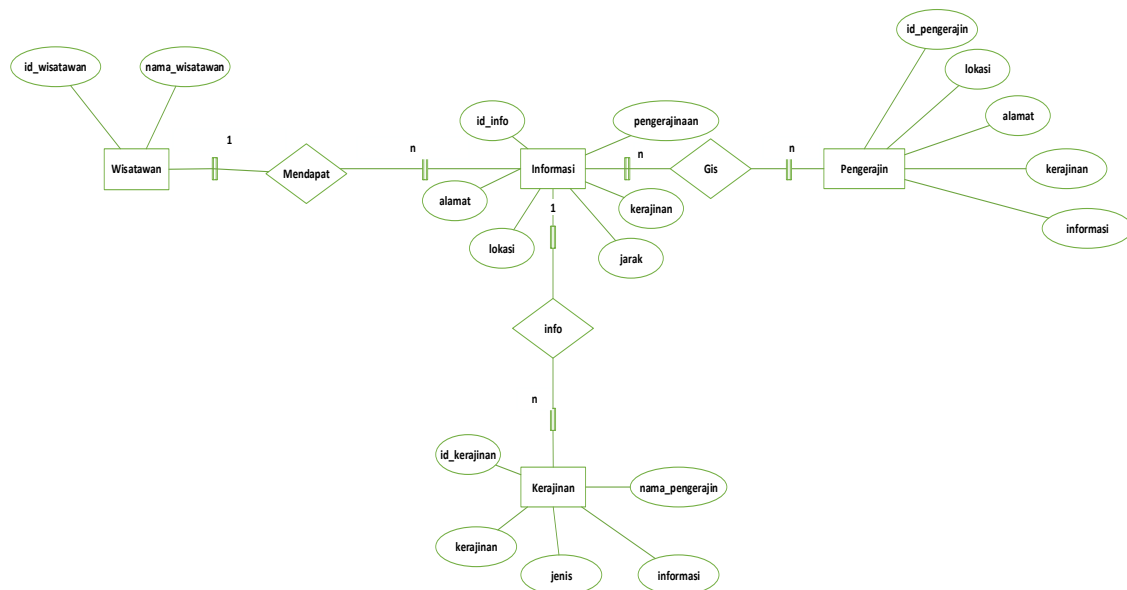 id_pengerajin
id_wisatawan
nama_wisatawan
lokasi
id_info
pengerajinaan
alamat
1
n
n
n
Wisatawan
Mendapat
Informasi
Gis
Pengerajin
kerajinan
alamat
1
kerajinan
informasi
lokasi
jarak
info
n
id_kerajinan
Kerajinan
nama_pengerajin
kerajinan
jenis
informasi